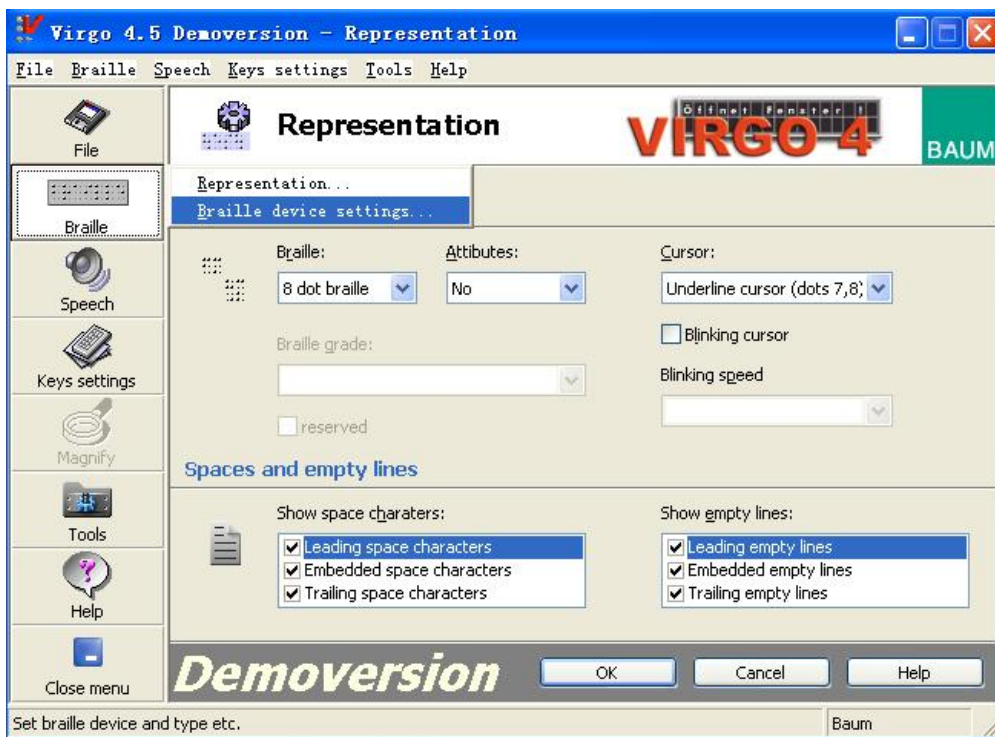 Virgo 4.5 Demoversion - Representation
File Braille Speech Keys settings Tools Help
File
Representation
Öffnet Fenster!
VIRGO 4
BAUM
Representation...
Braille device settings...
Braille
Speech
Keys settings
Magnify
Tools
Help
Close menu
Braille: Attibutes: Cursor:
8 dot braille No Underline cursor (dots 7,8)
Braille grade: Blinking cursor
Blinking speed
reserved
Spaces and empty lines
Show space charaters: Show empty lines:
Leading space characters Leading empty lines
Embedded space characters Embedded empty lines
Trailing space characters Trailing empty lines
Demoversion OK Cancel Help
Set braille device and type etc. Baum